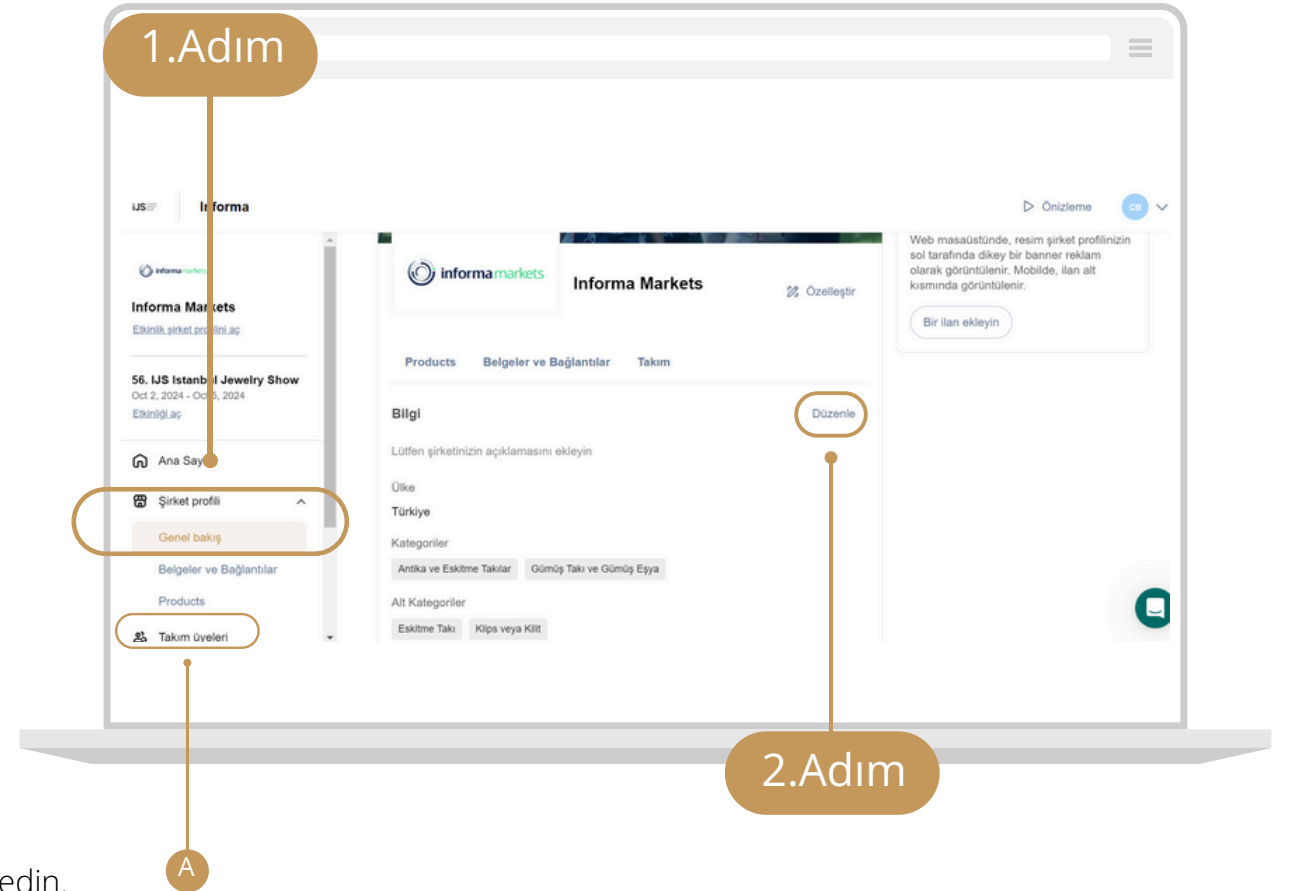 1.Adım
IJS
Informa
Önizleme
CB
informa markets
Informa Markets
Etkinlik şirket profilini aç
56. IJS Istanbul Jewelry Show
Oct 2, 2024 - Oct 5, 2024
Etkinliği aç
Ana Say
Şirket profili
Genel bakış
Belgeler ve Bağlantılar
Products
Takım üyeleri
informa markets
Informa Markets
Özelleştir
Products Belgeler ve Bağlantılar Takım
Bilgi
Düzenle
Lütfen şirketinizin açıklamasını ekleyin
Ülke
Türkiye
Kategoriler
Antika ve Eskitme Takılar Gümüş Takı ve Gümüş Eşya
Alt Kategoriler
Eskitme Takı Klips veya Kilit
Web masaüstünde, resim şirket profilinizin
sol tarafında dikey bir banner reklam
olarak görüntülenir. Mobilde, ilan alt
kısmında görüntülenir.
Bir ilan ekleyin
2.Adım
A
edin.